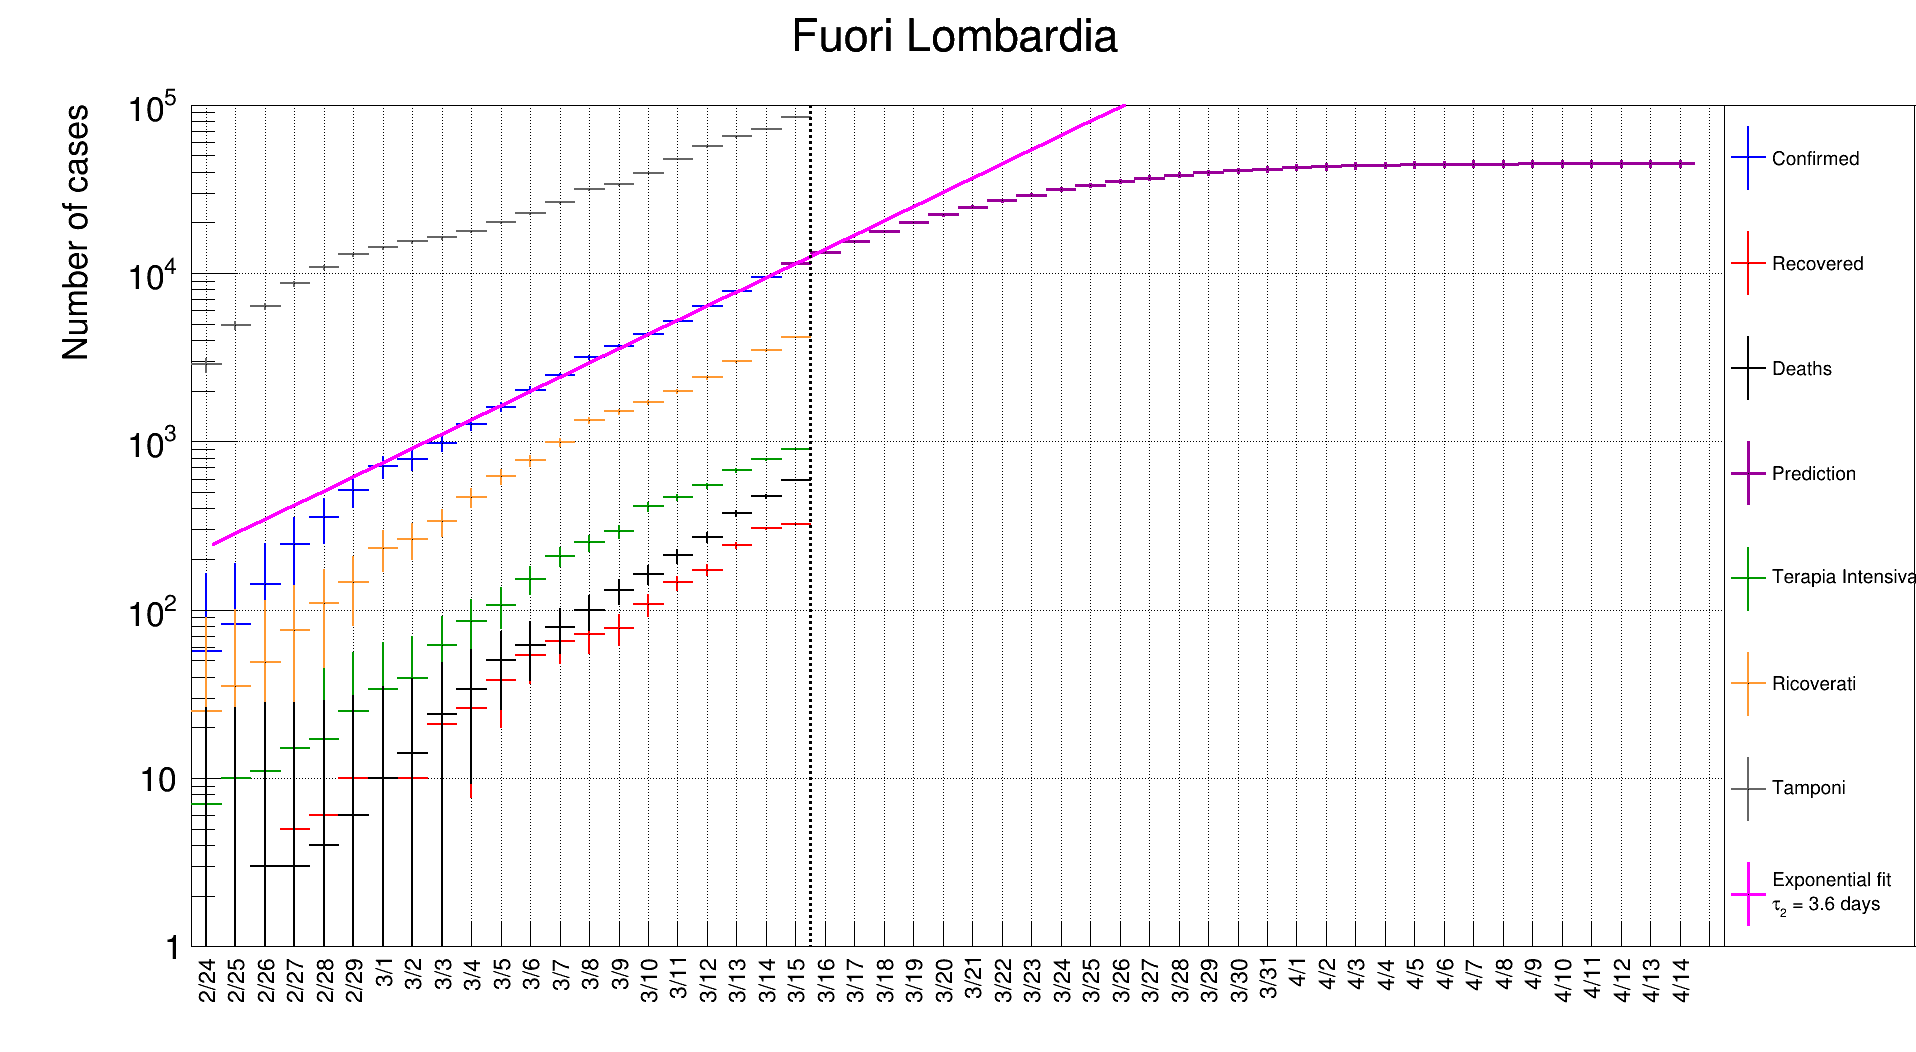 Fuori Lombardia
Number of cases
10^5
10^4
10^3
10^2
10
1
2/24 2/25 2/26 2/27 2/28 2/29 3/1 3/2 3/3 3/4 3/5 3/6 3/7 3/8 3/9 3/10 3/11 3/12 3/13 3/14 3/15 3/16 3/17 3/18 3/19 3/20 3/21 3/22 3/23 3/24 3/25 3/26 3/27 3/28 3/29 3/30 3/31 4/1 4/2 4/3 4/4 4/5 4/6 4/7 4/8 4/9 4/10 4/11 4/12 4/13 4/14
Confirmed
Recovered
Deaths
Prediction
Terapia Intensiva
Ricoverati
Tamponi
Exponential fit
τ₂ = 3.6 days